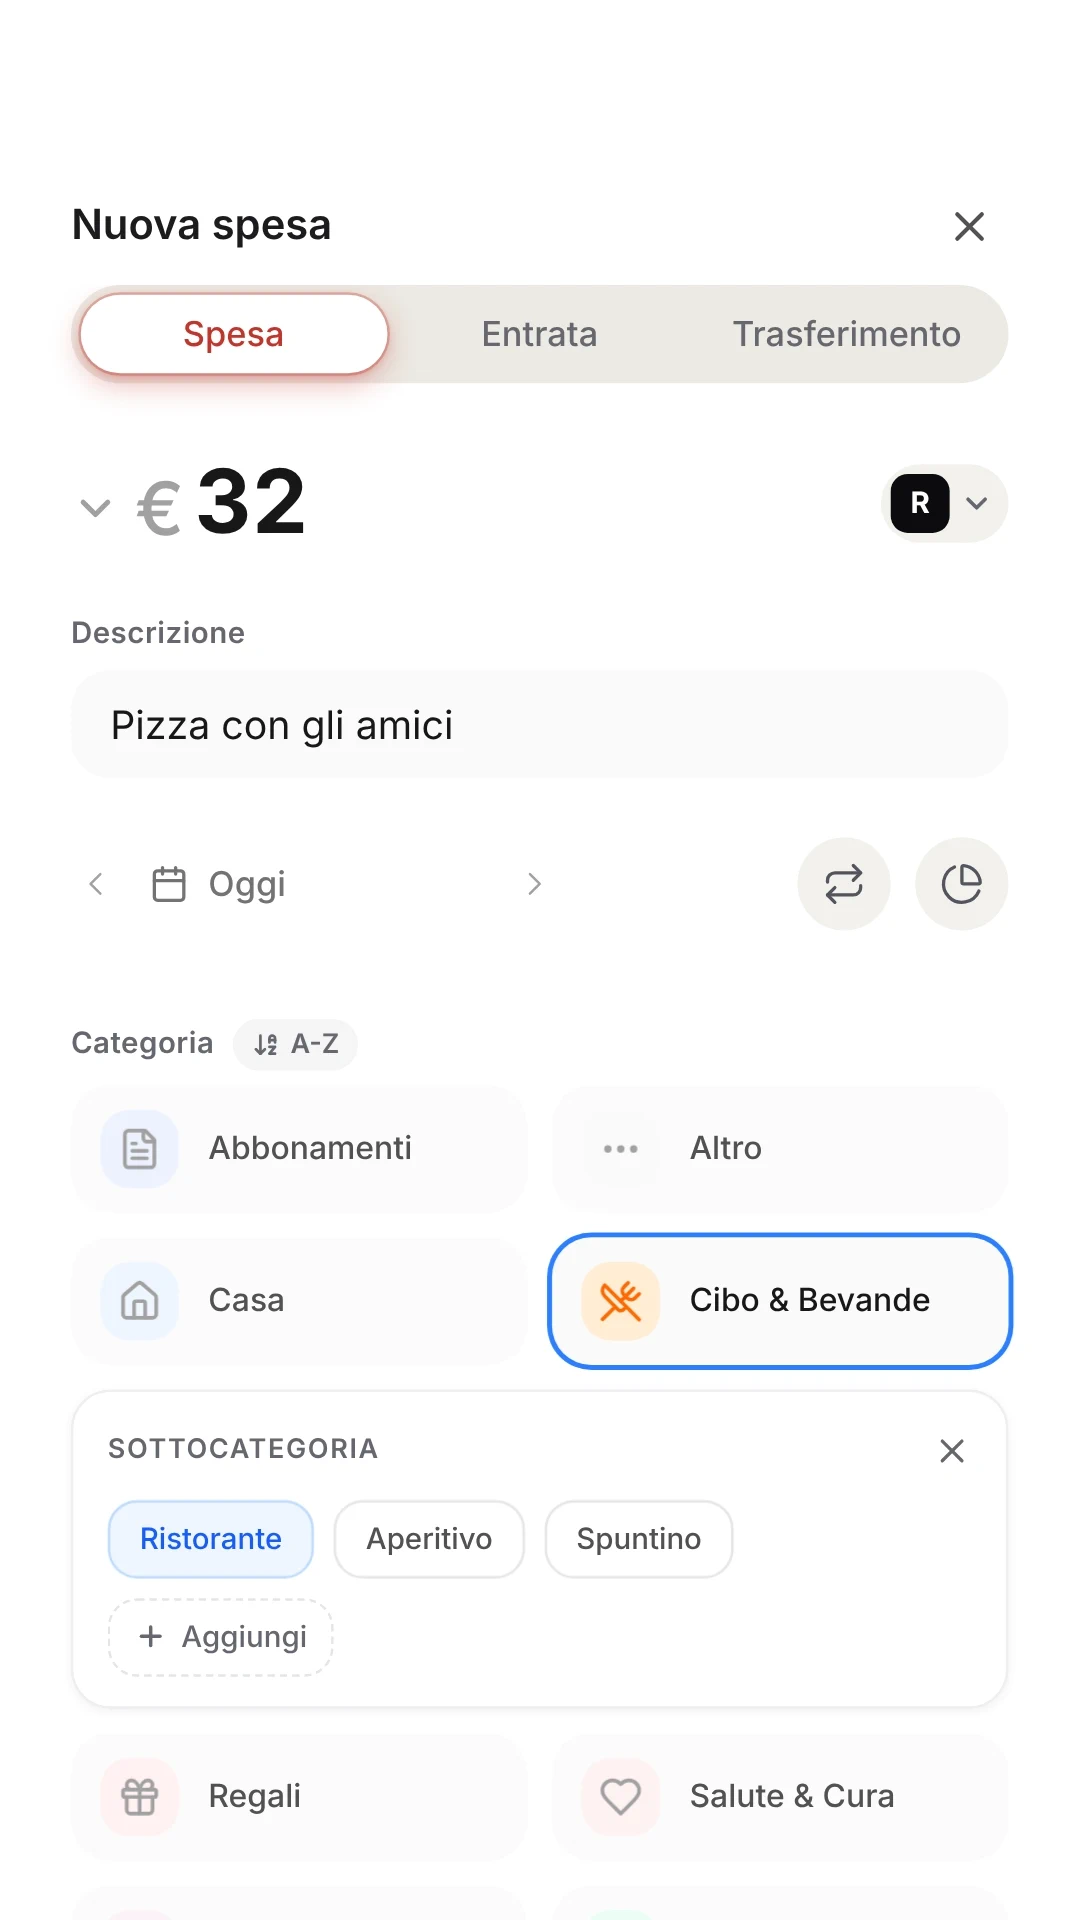 Nuova spesa
Spesa Entrata Trasferimento
€ 32 R
Descrizione
Pizza con gli amici
Oggi
Categoria A-Z
Abbonamenti Altro
Casa Cibo & Bevande
SOTTOCATEGORIA
Ristorante Aperitivo Spuntino
+ Aggiungi
Regali Salute & Cura